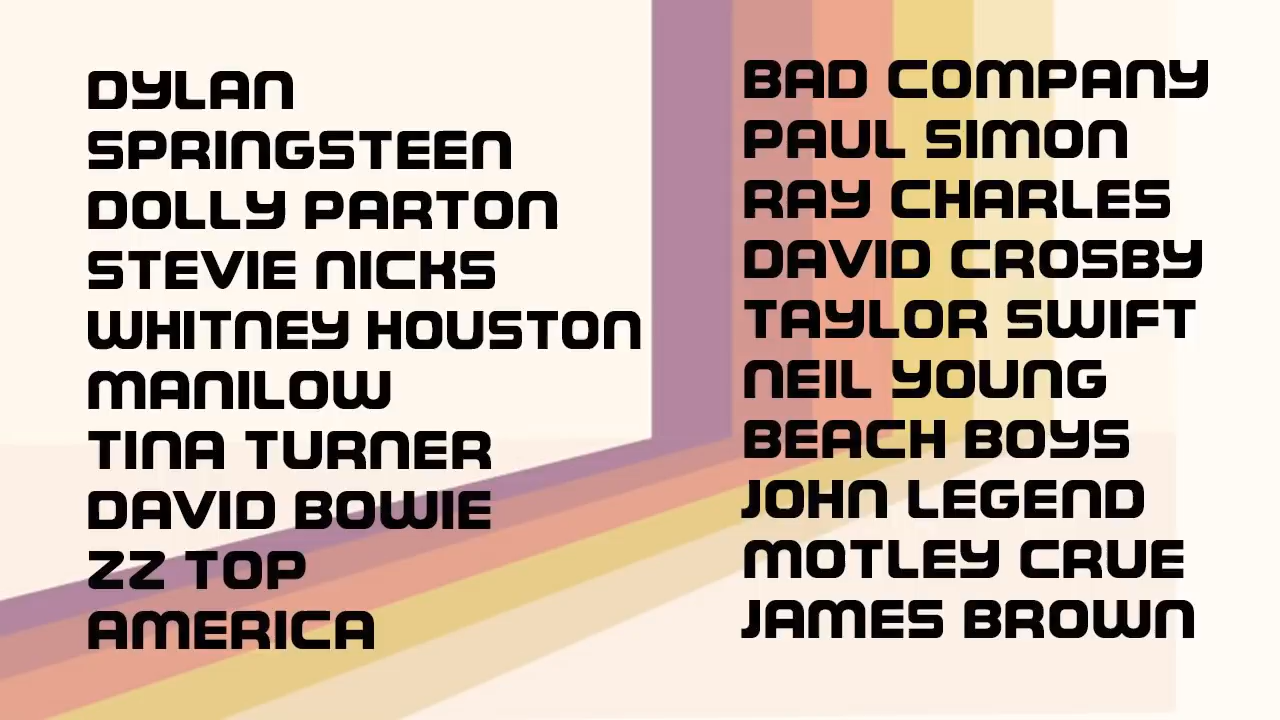 DYLAN
SPRINGSTEEN
DOLLY PARTON
STEVIE NICKS
WHITNEY HOUSTON
MANILOW
TINA TURNER
DAVID BOWIE
ZZ TOP
AMERICA
BAD COMPANY
PAUL SIMON
RAY CHARLES
DAVID CROSBY
TAYLOR SWIFT
NEIL YOUNG
BEACH BOYS
JOHN LEGEND
MOTLEY CRUE
JAMES BROWN